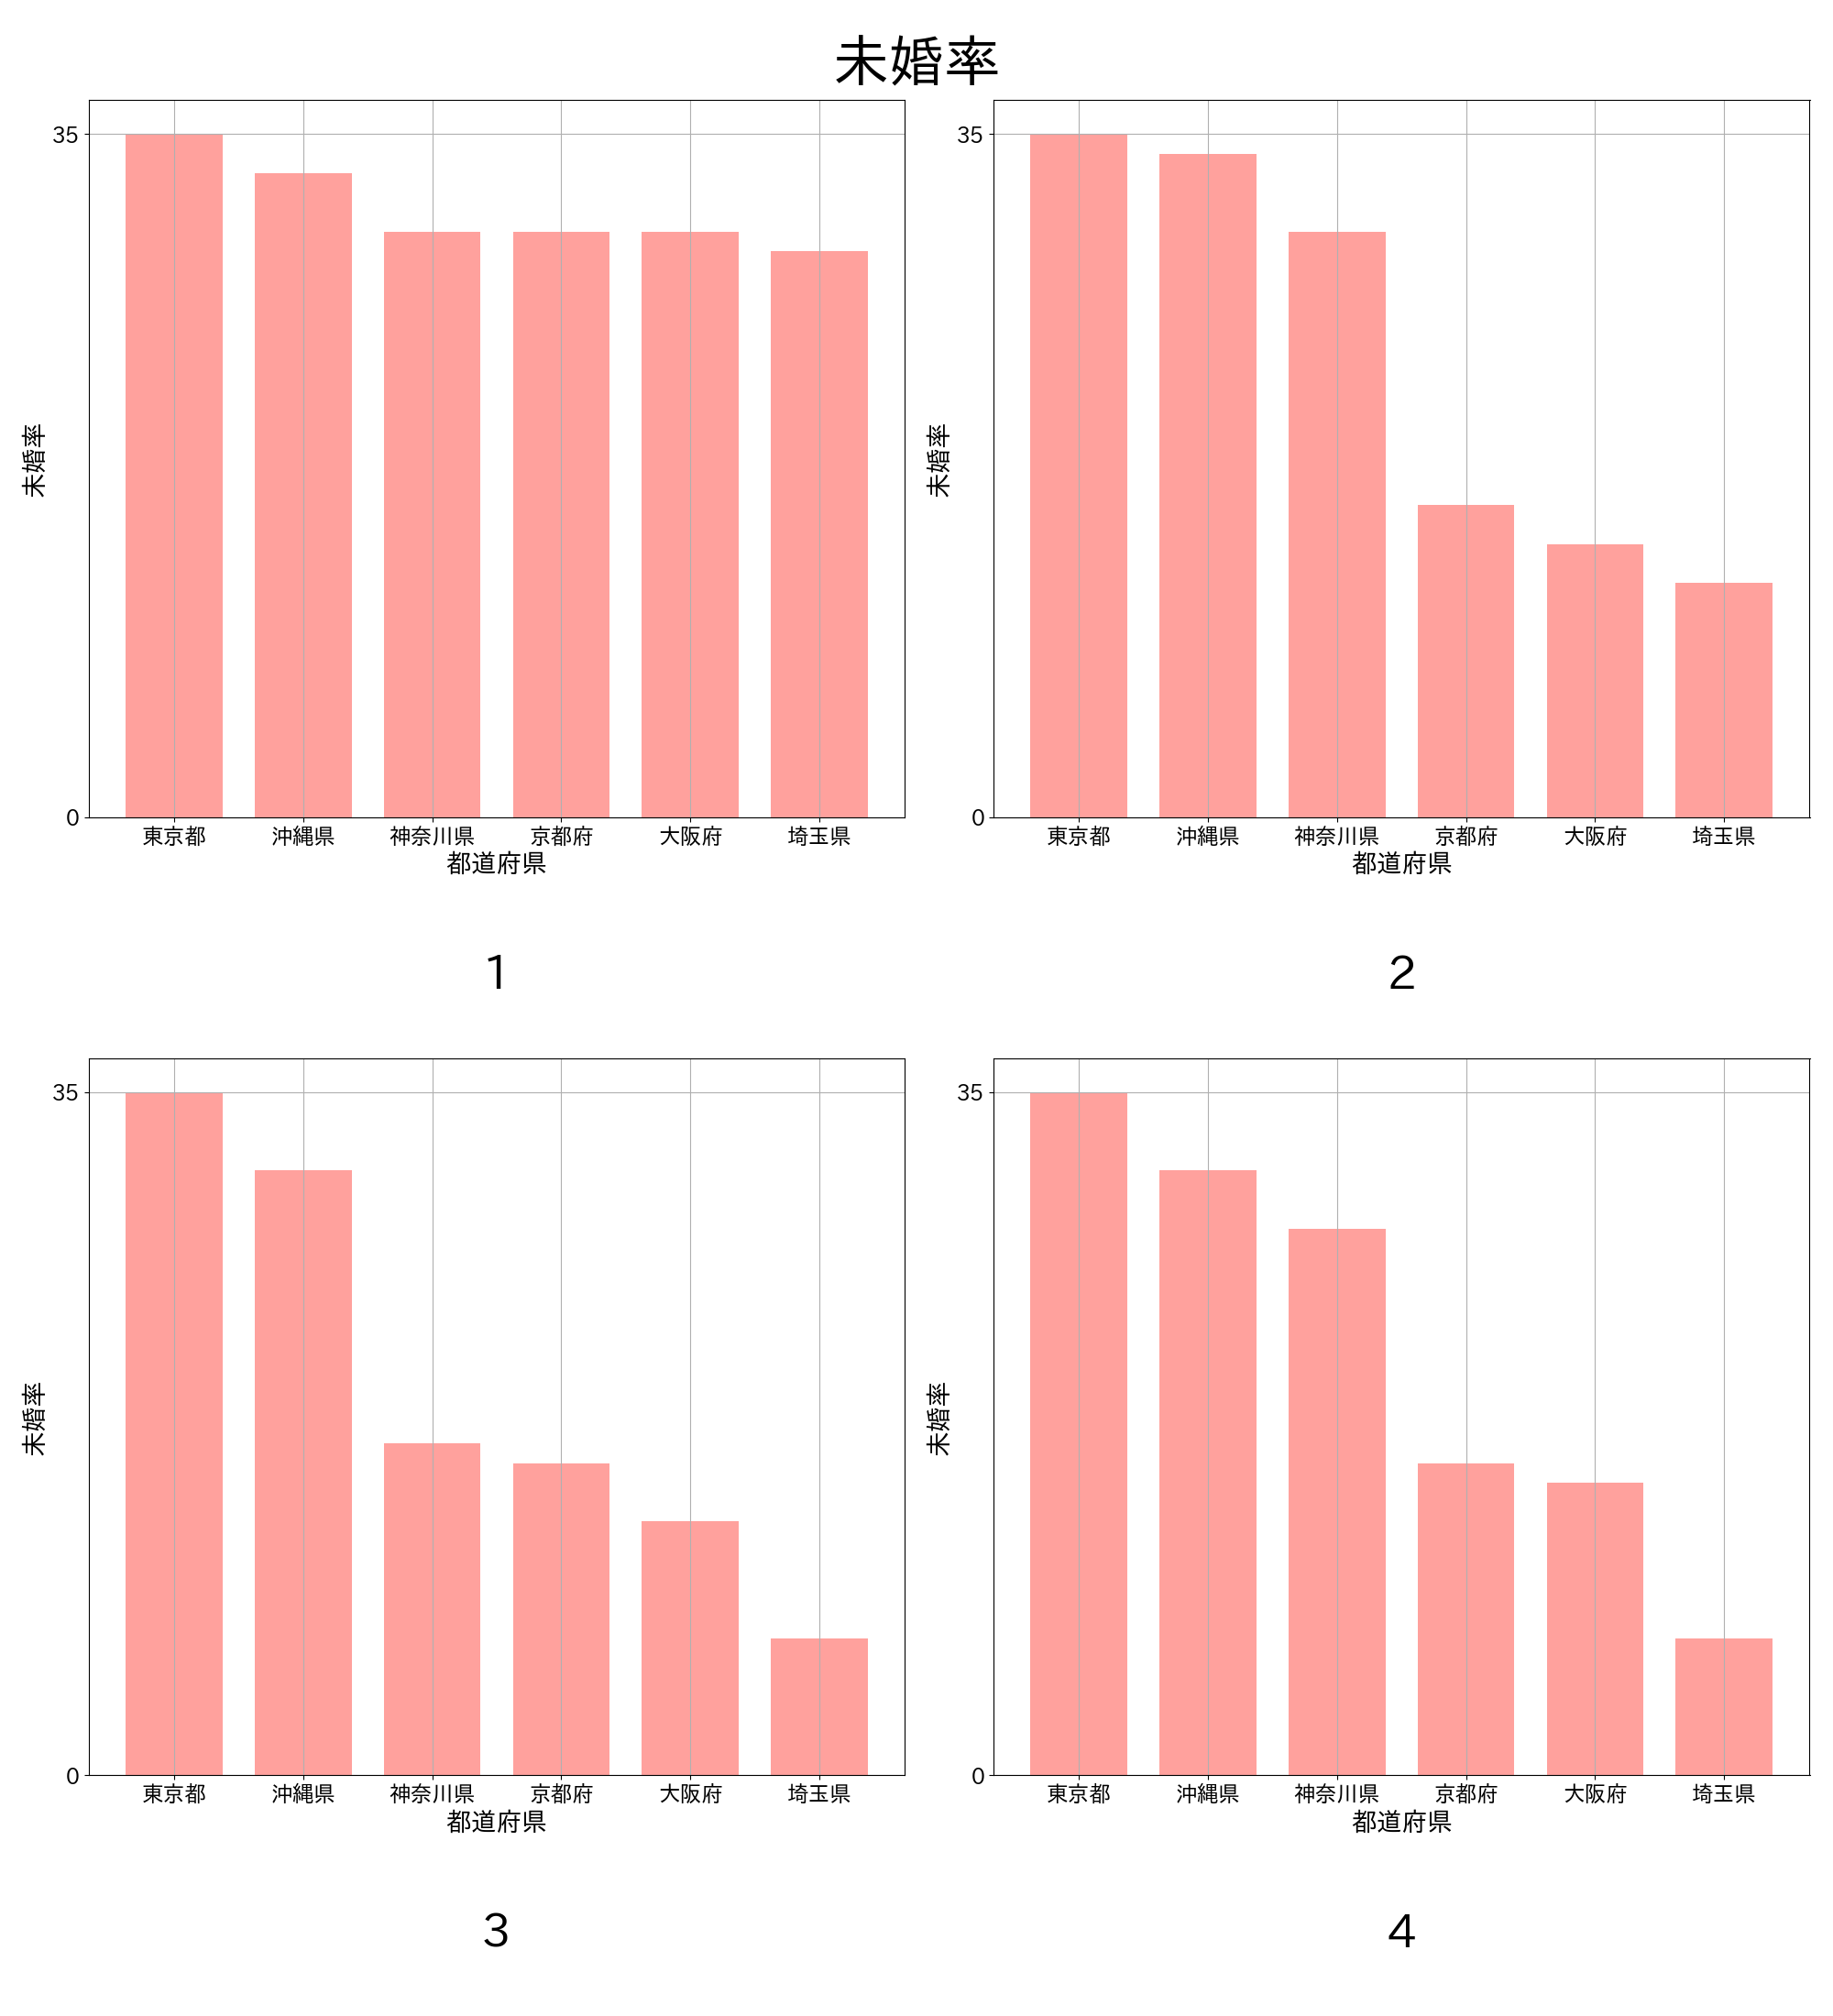 未婚率
35
0
未婚率
東京都 沖縄県 神奈川県 京都府 大阪府 埼玉県
都道府県
1
35
0
未婚率
東京都 沖縄県 神奈川県 京都府 大阪府 埼玉県
都道府県
2
35
0
未婚率
東京都 沖縄県 神奈川県 京都府 大阪府 埼玉県
都道府県
3
35
0
未婚率
東京都 沖縄県 神奈川県 京都府 大阪府 埼玉県
都道府県
4